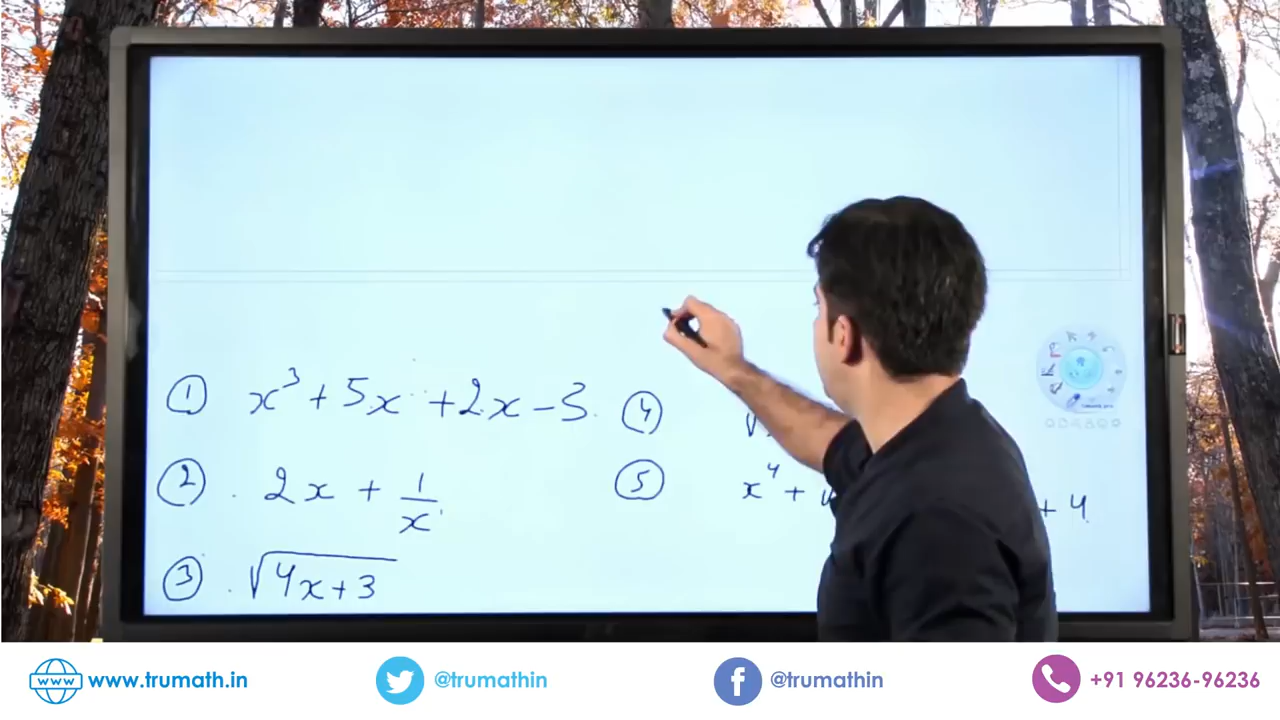 ① x³ + 5x + 2x - 3
② 2x + 1/x
③ √4x+3
④ √
⑤ x⁴ + + 4
www.trumath.in @trumathin @trumathin +91 96236-96236